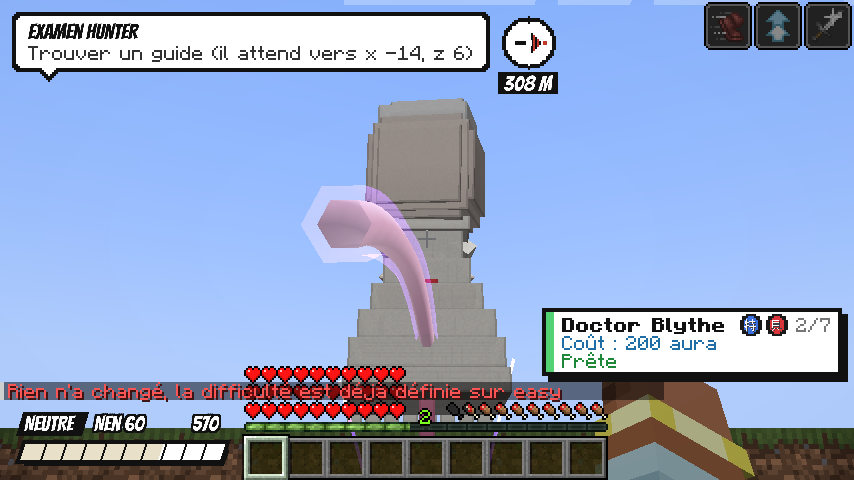 EXAMEN HUNTER
Trouver un guide (il attend vers x -14, z 6)
308 M
Doctor Blythe 2/7
Coût : 200 aura
Prête
Rien n'a changé, la difficulté est déjà définie sur easy
NEUTRE NEN 60 570
2